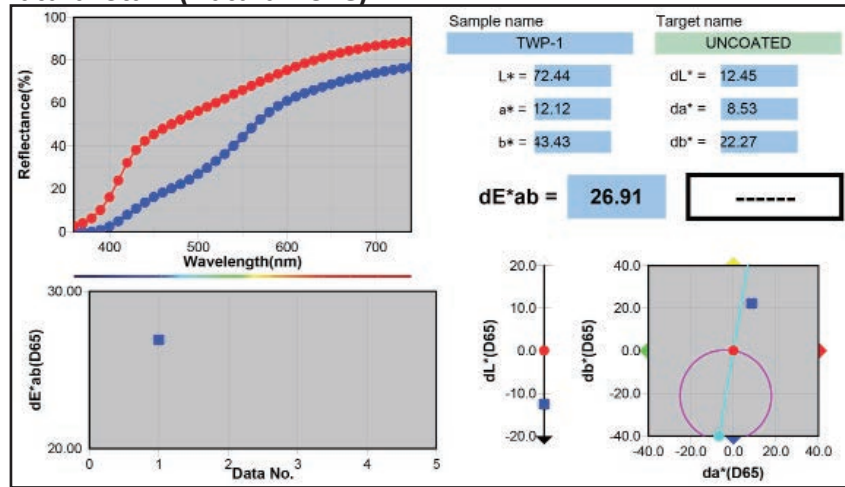 100
80
60
40
20
0
Reflectance(%)
400 500 600 700
Wavelength(nm)
Sample name Target name
TWP-1 UNCOATED
L* = 72.44 dL* = 12.45
a* = 12.12 da* = 8.53
b* = 43.43 db* = 22.27
dE*ab = 26.91 ------
30.00
20.00
dE*ab(D65)
0 1 2 3 4 5
Data No.
20.0
10.0
0.0
-10.0
-20.0
dL*(D65)
40.0
20.0
0.0
-20.0
-40.0
db*(D65)
-40.0 -20.0 0.0 20.0 40.0
da*(D65)